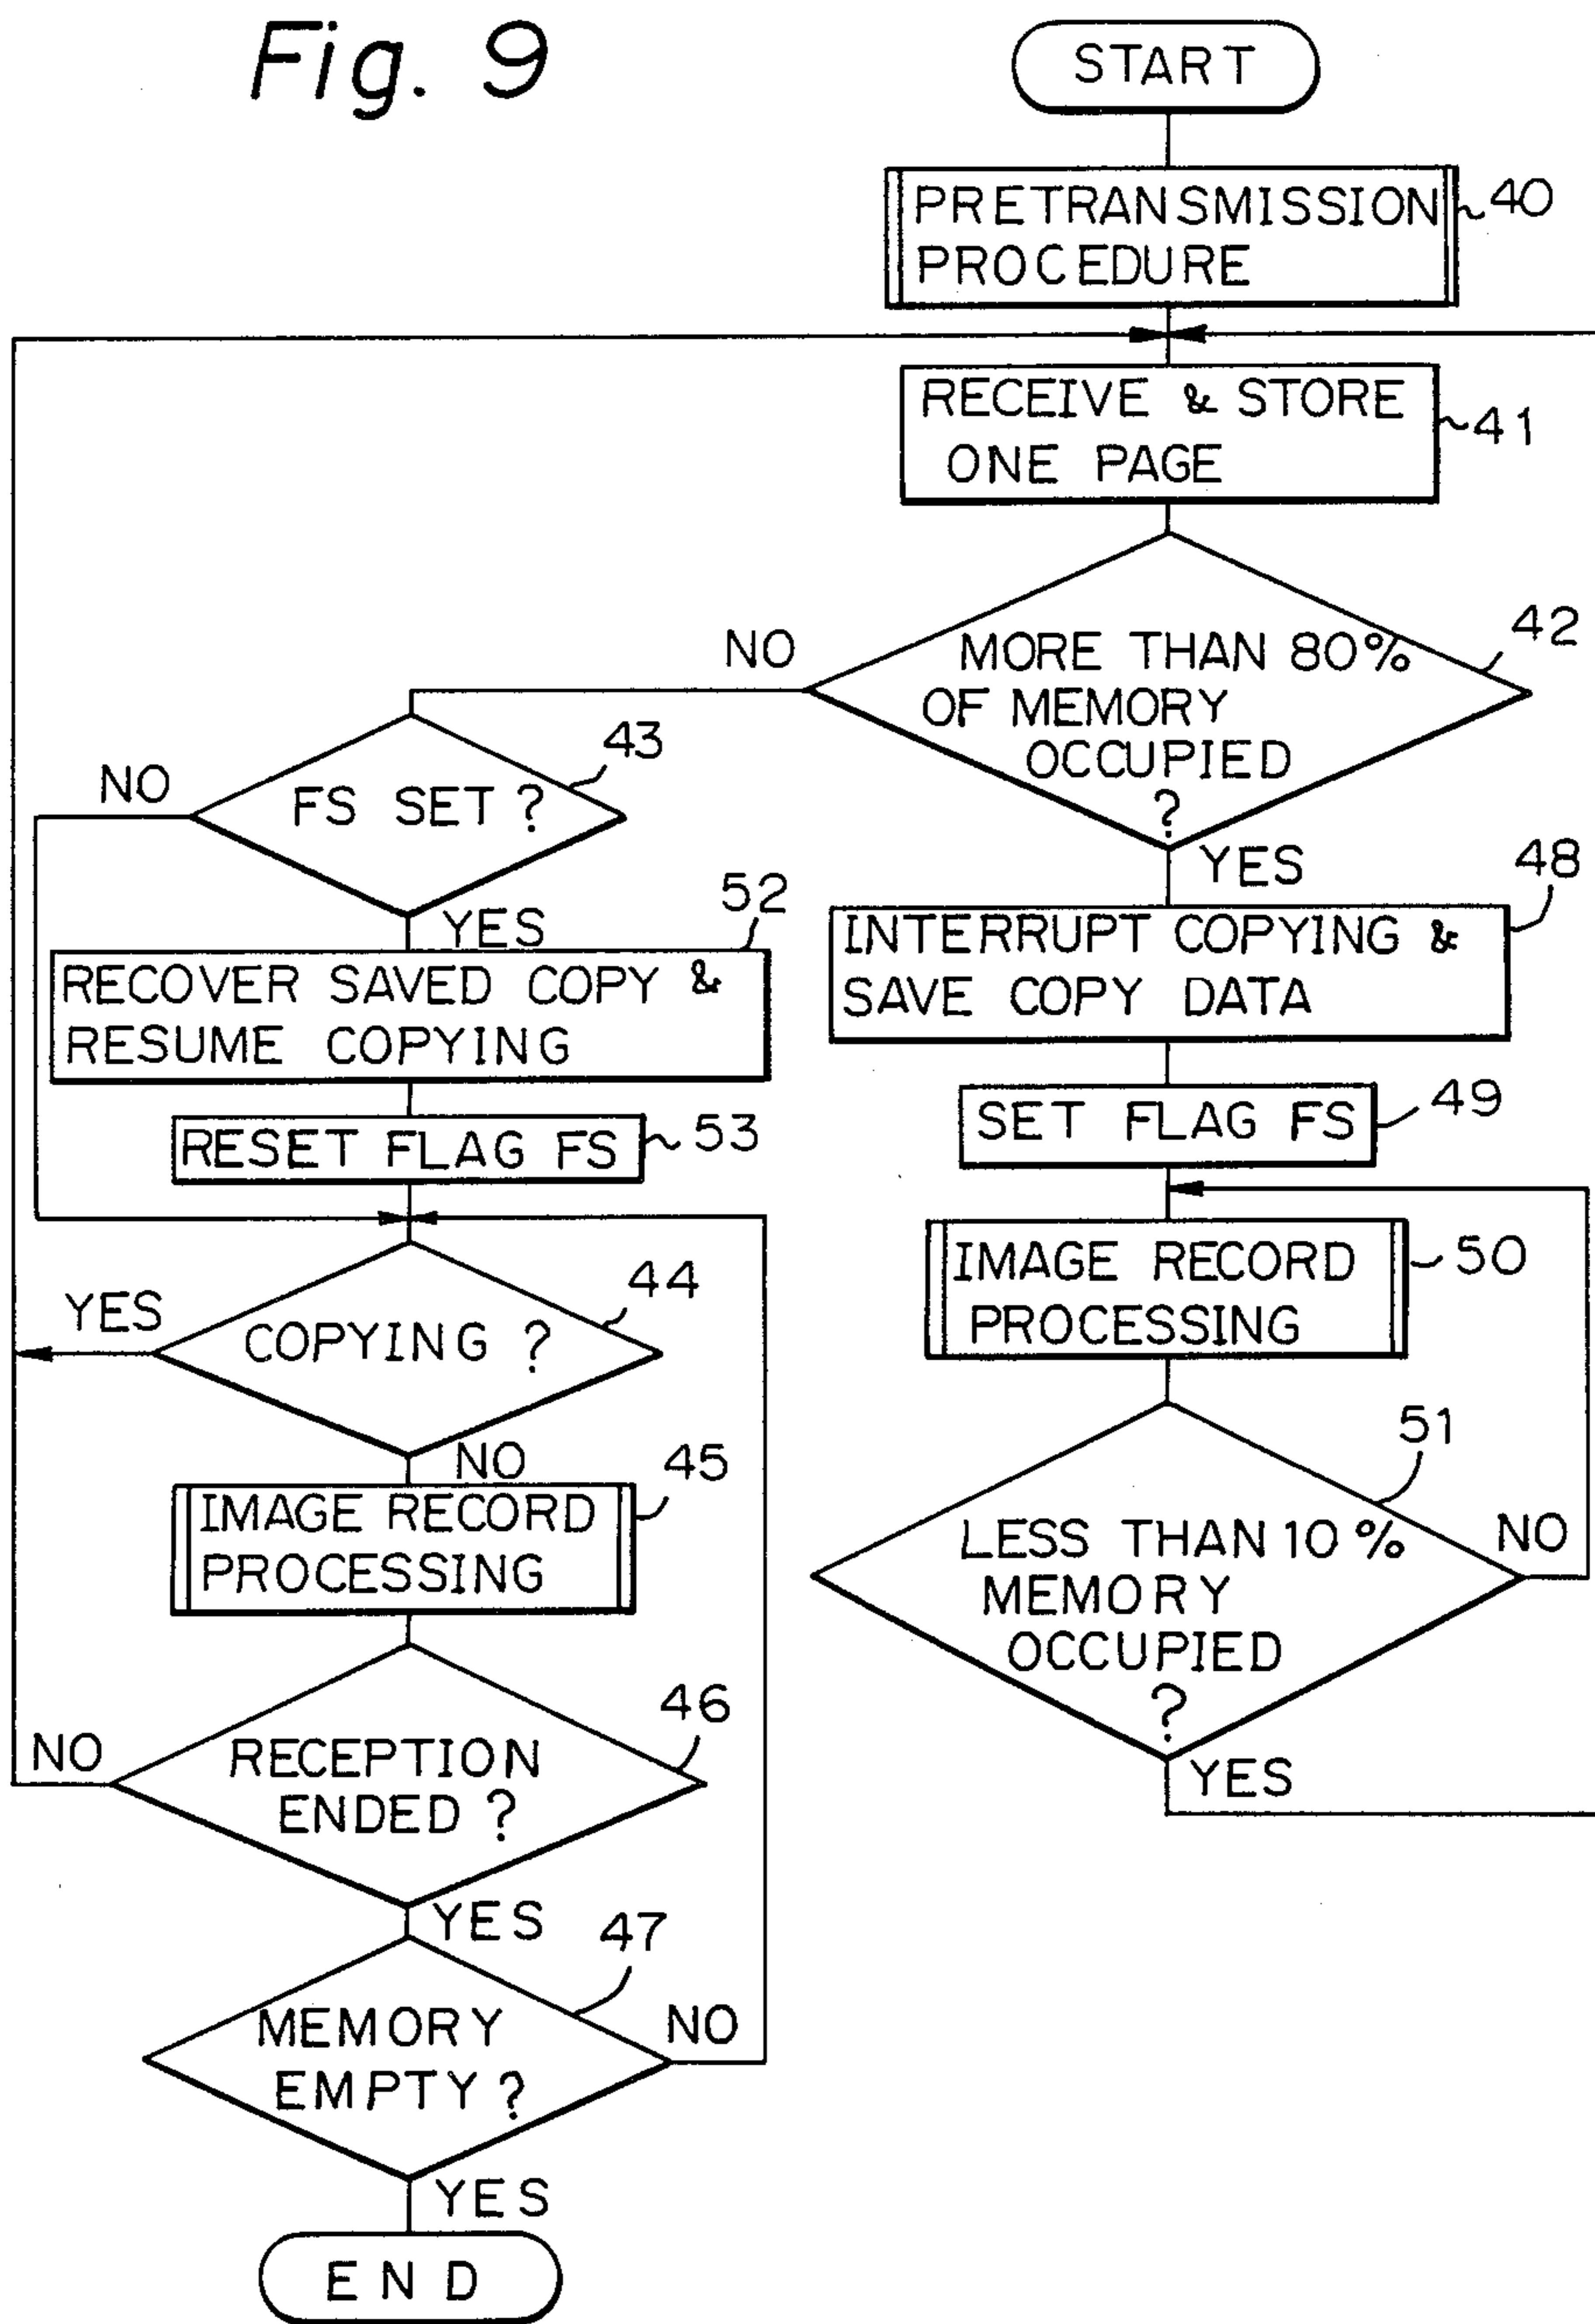 Fig. 9
START
PRETRANSMISSION
PROCEDURE
40
RECEIVE & STORE
ONE PAGE
41
MORE THAN 80%
OF MEMORY
OCCUPIED
?
42
NO
YES
FS SET ?
43
NO
YES
RECOVER SAVED COPY &
RESUME COPYING
52
RESET FLAG FS
53
COPYING ?
44
YES
NO
IMAGE RECORD
PROCESSING
45
RECEPTION
ENDED ?
46
NO
YES
MEMORY
EMPTY ?
47
NO
YES
END
INTERRUPT COPYING &
SAVE COPY DATA
48
SET FLAG FS
49
IMAGE RECORD
PROCESSING
50
LESS THAN 10%
MEMORY
OCCUPIED
?
51
NO
YES